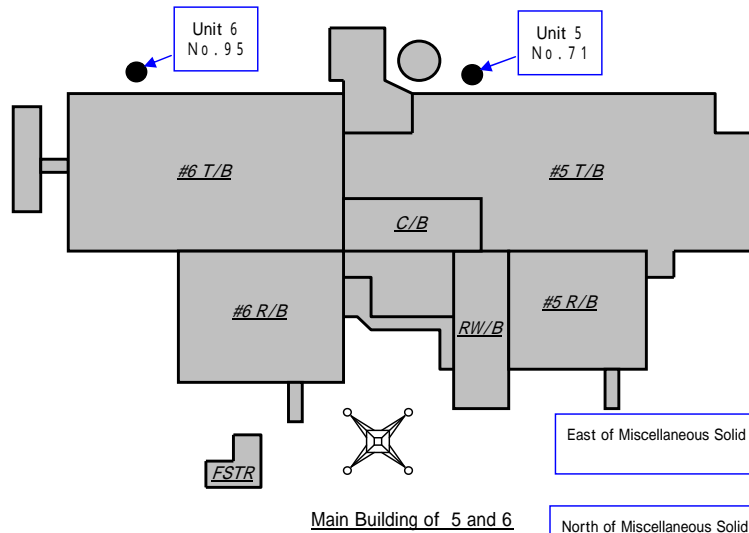 Unit 6
No.95
Unit 5
No.71
#6 T/B
#5 T/B
C/B
#6 R/B
RW/B
#5 R/B
FSTR
East of Miscellaneous Solid
Main Building of 5 and 6
North of Miscellaneous Solid